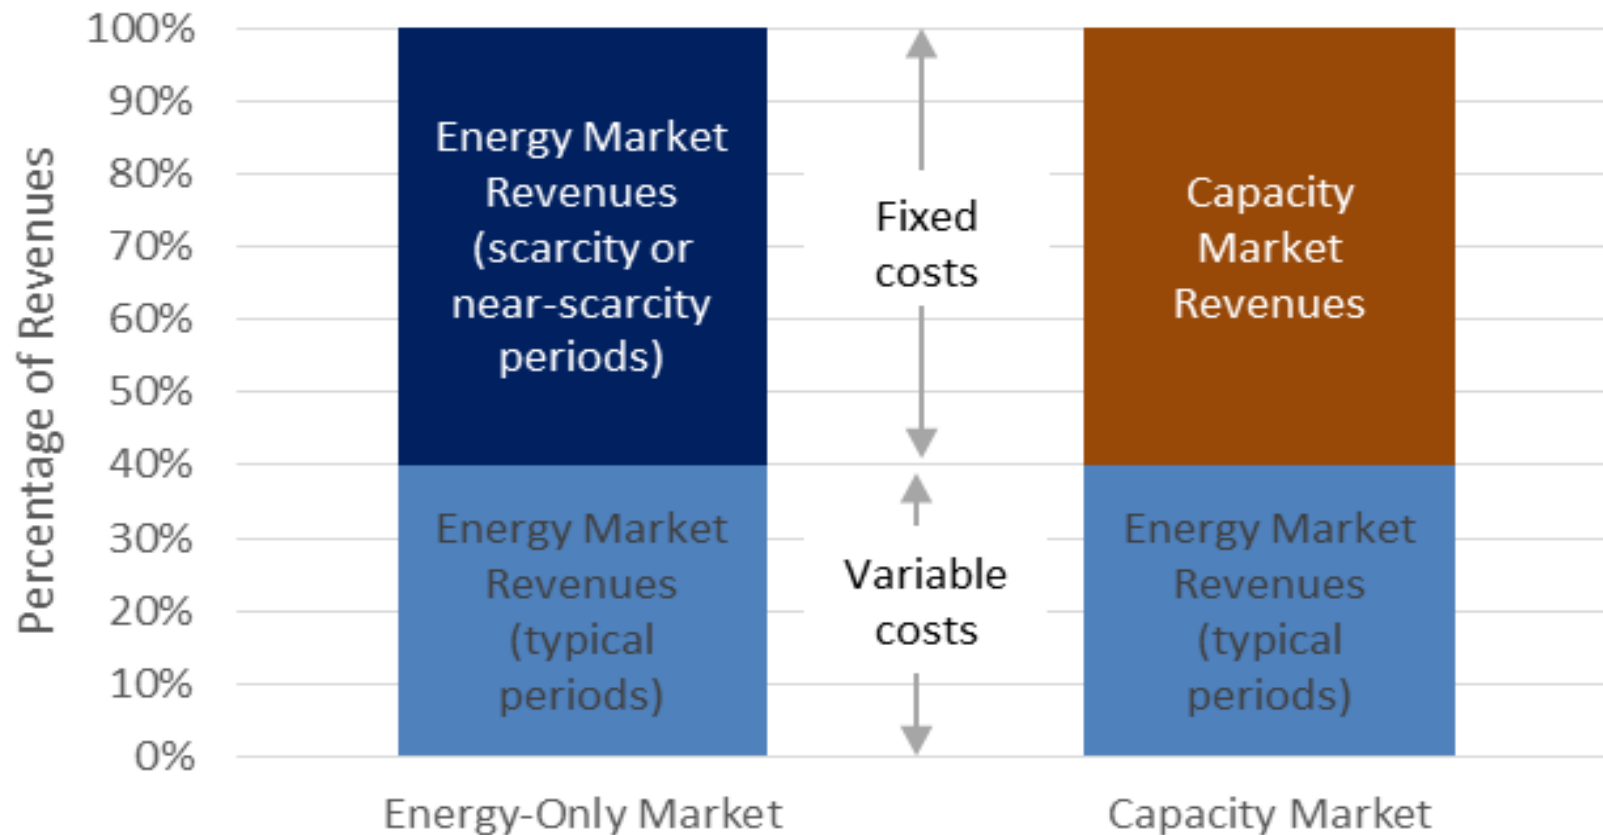 Percentage of Revenues
100%
90%
80%
70%
60%
50%
40%
30%
20%
10%
0%
Energy Market
Revenues
(scarcity or
near-scarcity
periods)
Energy Market
Revenues
(typical
periods)
Fixed
costs
Variable
costs
Capacity
Market
Revenues
Energy Market
Revenues
(typical
periods)
Energy-Only Market
Capacity Market